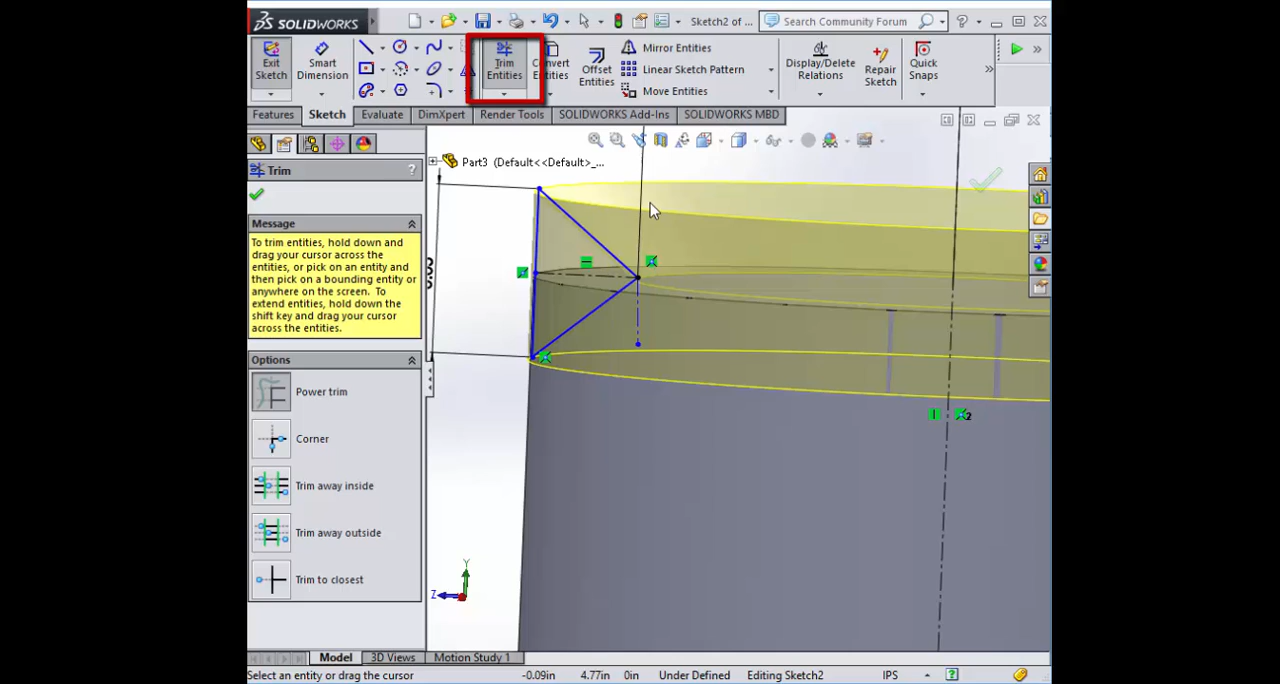 SOLIDWORKS
Sketch2 of ...
Search Community Forum
?
Exit Sketch
Smart Dimension
Trim Entities
Convert Entities
Offset Entities
Mirror Entities
Linear Sketch Pattern
Move Entities
Display/Delete Relations
Repair Sketch
Quick Snaps
Features
Sketch
Evaluate
DimXpert
Render Tools
SOLIDWORKS Add-Ins
SOLIDWORKS MBD
Part3 (Default<<Default>_...
Trim
?
Message
To trim entities, hold down and
drag your cursor across the
entities, or pick on an entity and
then pick on a bounding entity or
anywhere on the screen. To
extend entities, hold down the
shift key and drag your cursor
across the entities.
Options
Power trim
Corner
Trim away inside
Trim away outside
Trim to closest
2
Y
Z
Model
3D Views
Motion Study 1
Select an entity or drag the cursor
-0.09in
4.77in
0in
Under Defined
Editing Sketch2
IPS
?